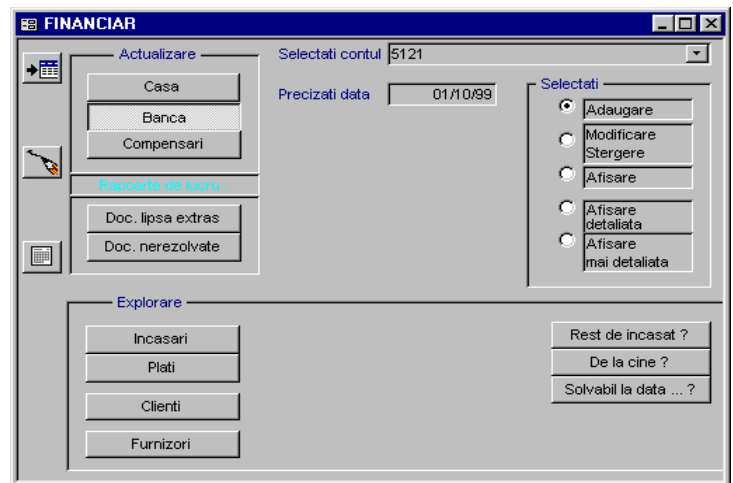 FINANCIAR
Actualizare
Selectati contul 5121
Casa
Precizati data 01/10/99
Selectati
Banca
Adaugare
Compensari
Modificare
Stergere
Rapoarte de lucru :
Afisare
Doc. lipsa extras
Afisare
detaliata
Doc. nerezolvate
Afisare
mai detaliata
Explorare
Incasari
Rest de incasat ?
Plati
De la cine ?
Solvabil la data ... ?
Clienti
Furnizori